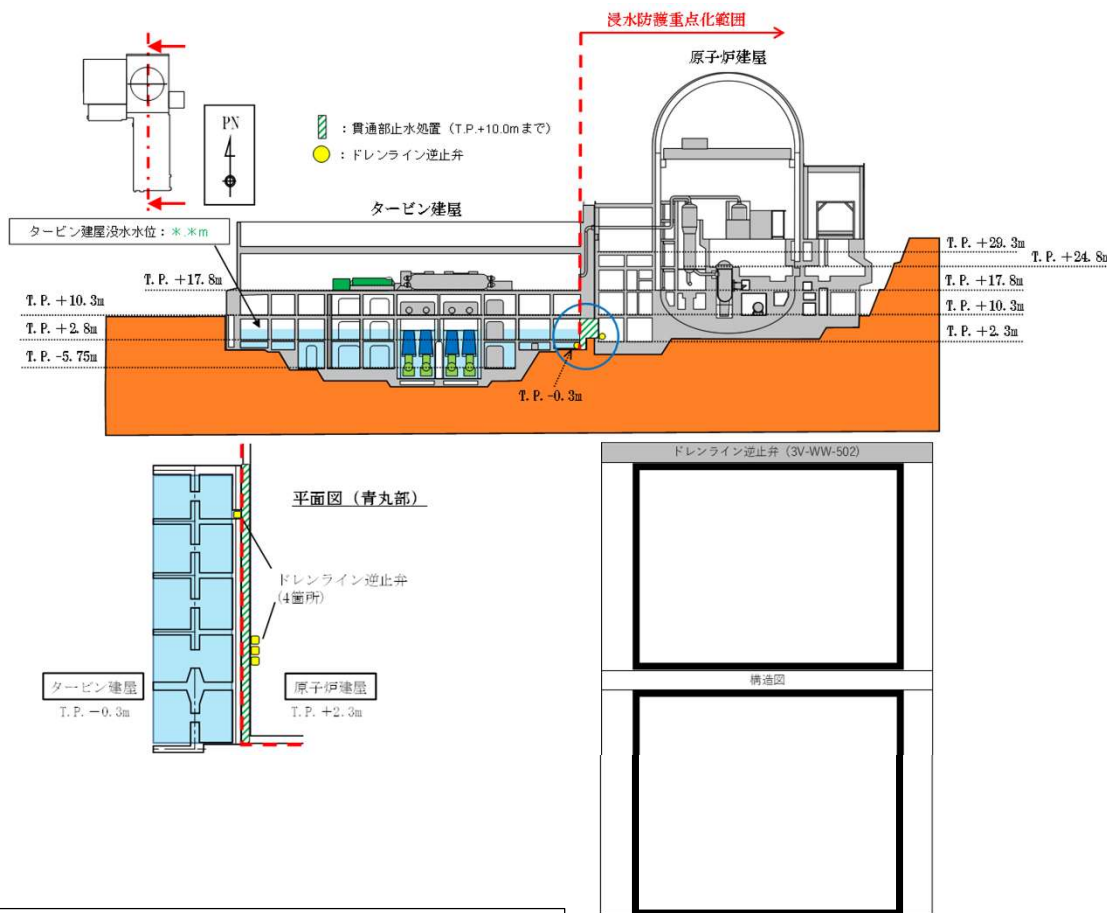 浸水防護重点化範囲
原子炉建屋
PN
：貫通部止水処置（T.P.+10.0mまで）
：ドレンライン逆止弁
タービン建屋
タービン建屋没水水位：＊.＊m
T.P. +17.8m
T.P. +10.3m
T.P. +2.8m
T.P. -5.75m
T.P. +29.3m
T.P. +24.8m
T.P. +17.8m
T.P. +10.3m
T.P. +2.3m
T.P. -0.3m
平面図（青丸部）
ドレンライン逆止弁
(4箇所)
タービン建屋
T.P. －0.3m
原子炉建屋
T.P. +2.3m
ドレンライン逆止弁（3V-WW-502）
構造図